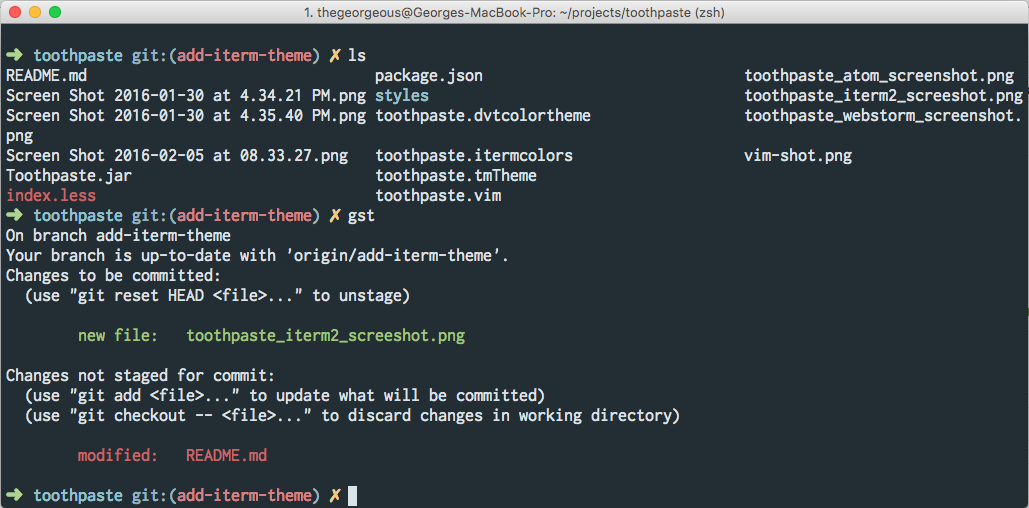 1. thegeorgeous@Georges-MacBook-Pro: ~/projects/toothpaste (zsh)
➜ toothpaste git:(add-iterm-theme) ✗ ls
README.md package.json toothpaste_atom_screenshot.png
Screen Shot 2016-01-30 at 4.34.21 PM.png styles toothpaste_iterm2_screeshot.png
Screen Shot 2016-01-30 at 4.35.40 PM.png toothpaste.dvtcolortheme toothpaste_webstorm_screenshot.
png
Screen Shot 2016-02-05 at 08.33.27.png toothpaste.itermcolors vim-shot.png
Toothpaste.jar toothpaste.tmTheme
index.less toothpaste.vim
➜ toothpaste git:(add-iterm-theme) ✗ gst
On branch add-iterm-theme
Your branch is up-to-date with 'origin/add-iterm-theme'.
Changes to be committed:
(use "git reset HEAD <file>..." to unstage)
new file: toothpaste_iterm2_screeshot.png
Changes not staged for commit:
(use "git add <file>..." to update what will be committed)
(use "git checkout -- <file>..." to discard changes in working directory)
modified: README.md
➜ toothpaste git:(add-iterm-theme) ✗